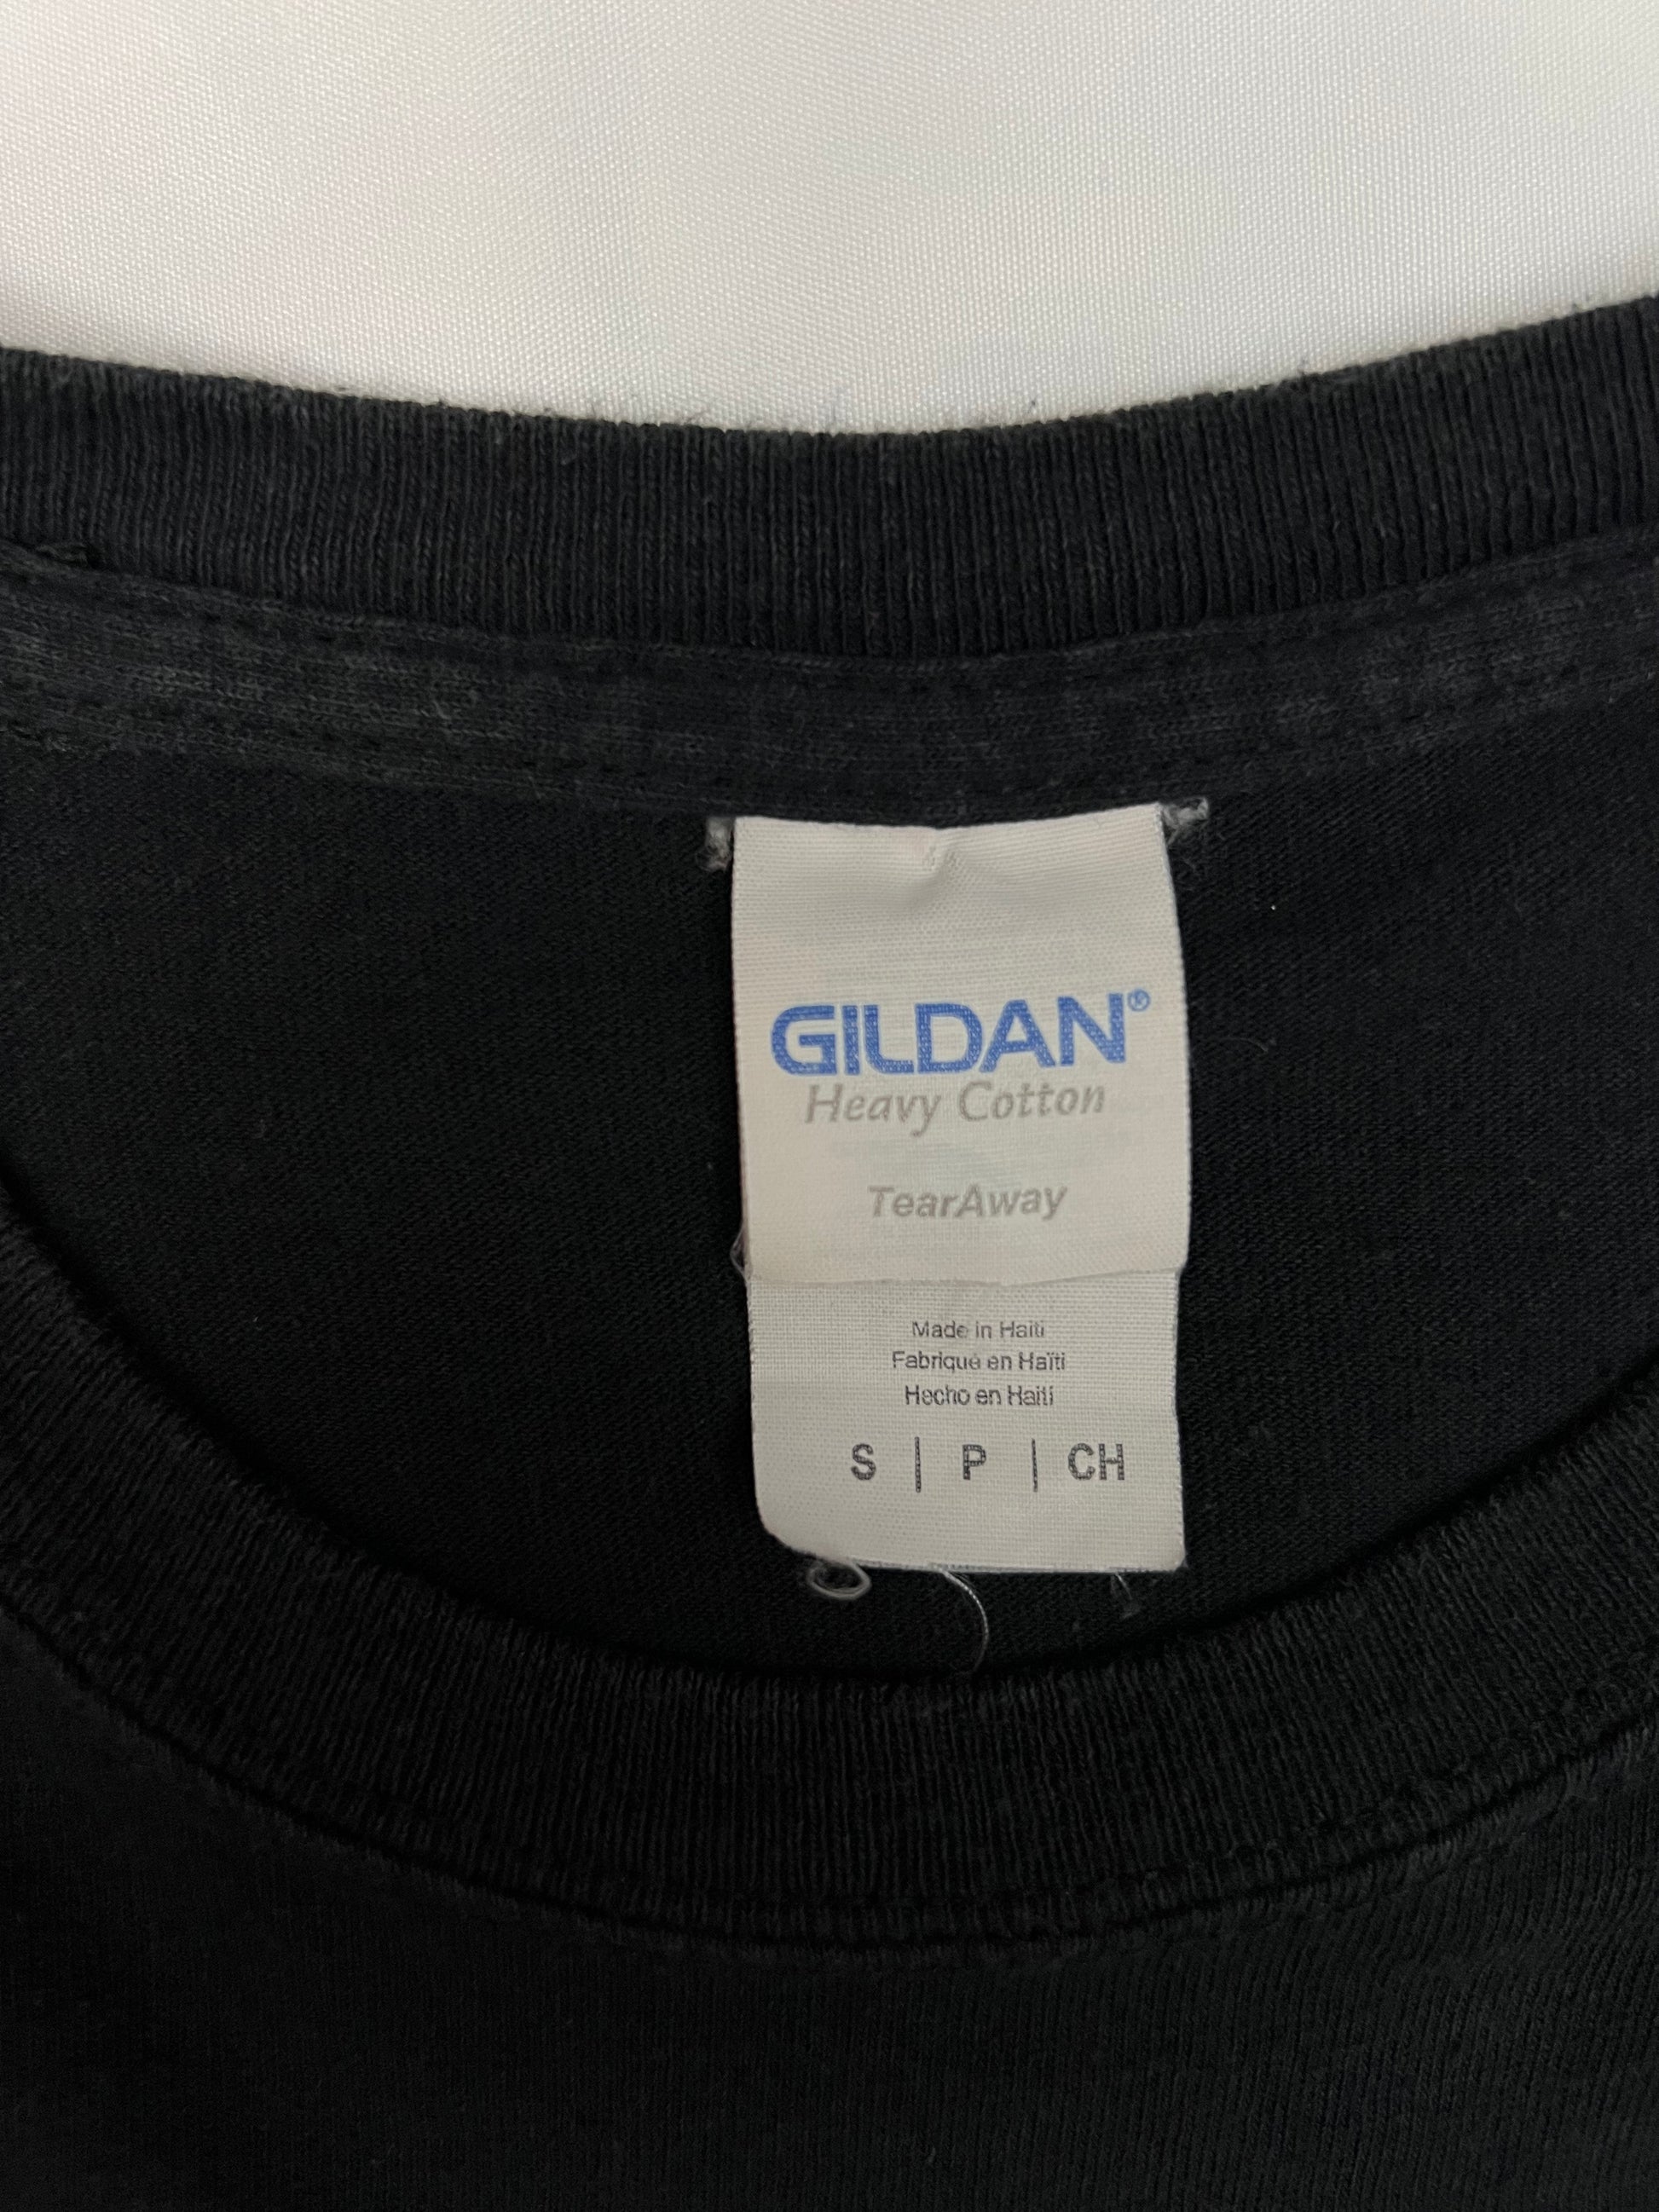 GILDAN®
Heavy Cotton
TearAway
Made in Haiti
Fabriqué en Haïti
Hecho en Haití
S | P | CH